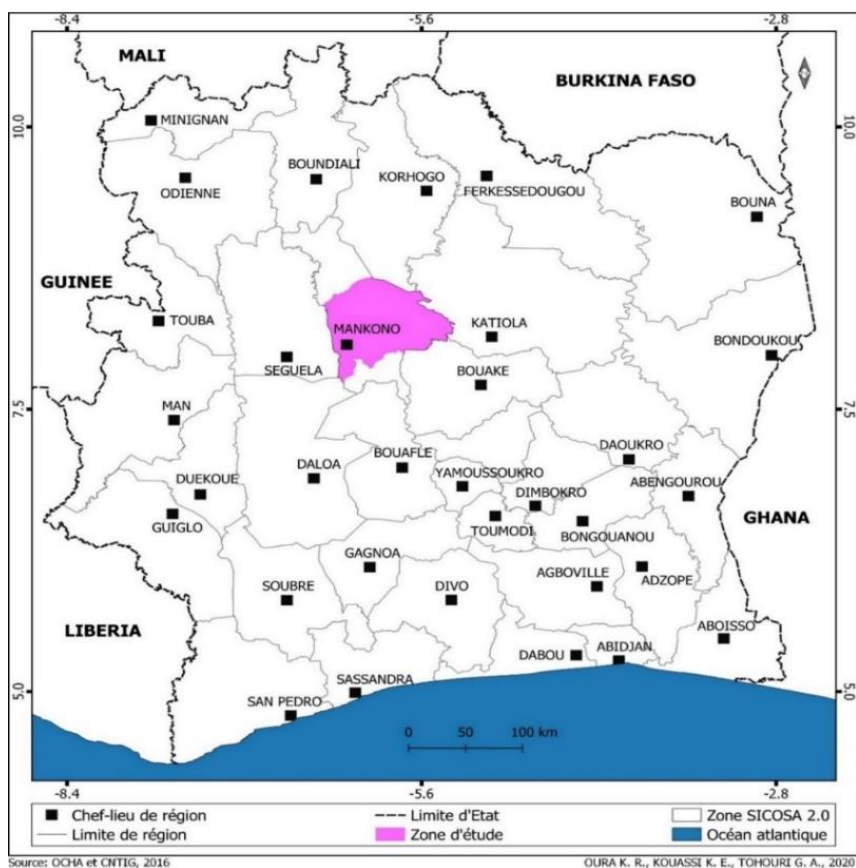 -8.4 -5.6 -2.8
MALI
BURKINA FASO
10.0 10.0
MINIGNAN
BOUNDIALI
KORHOGO
ODIENNE
FERKESSEDOUGOU
BOUNA
GUINEE
TOUBA
MANKONO
KATIOLA
BONDOUKOU
SEGUELA
BOUAKE
MAN
7.5 7.5
DAOUKRO
BOUAFLE
DALOA
YAMOUSSOUKRO
DUEKOUE
DIMBOKRO
ABENGOUROU
GUIGLO
TOUMODI
BONGOUANOU
GHANA
GAGNOA
SOUBRE
DIVO
AGBOVILLE
ADZOPE
LIBERIA
ABOISSO
DABOU
ABIDJAN
SASSANDRA
5.0 5.0
SAN PEDRO
0 50 100 km
-8.4 -5.6 -2.8
Chef-lieu de région Limite d'Etat Zone SICOSA 2.0
Limite de région Zone d'étude Océan atlantique
Source: OCHA et CNTIG, 2016 OURA K. R., KOUASSI K. E., TOHOURI G. A., 2020